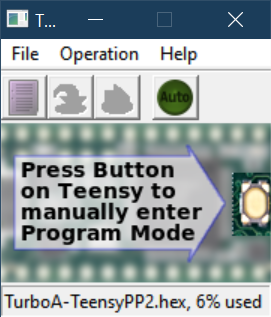 T...
File Operation Help
Auto
Press Button
on Teensy to
manually enter
Program Mode
TurboA-TeensyPP2.hex, 6% used